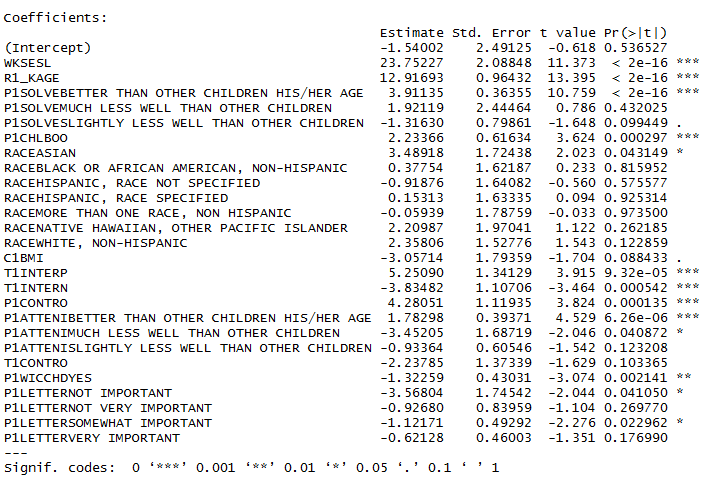 Coefficients:
Estimate Std. Error t value Pr(>|t|)
(Intercept) -1.54002 2.49125 -0.618 0.536527
WKSESL 23.75227 2.08848 11.373 < 2e-16 ***
R1_KAGE 12.91693 0.96432 13.395 < 2e-16 ***
P1SOLVEBETTER THAN OTHER CHILDREN HIS/HER AGE 3.91135 0.36355 10.759 < 2e-16 ***
P1SOLVEMUCH LESS WELL THAN OTHER CHILDREN 1.92119 2.44464 0.786 0.432025
P1SOLVESLIGHTLY LESS WELL THAN OTHER CHILDREN -1.31630 0.79861 -1.648 0.099449 .
P1CHLBOO 2.23366 0.61634 3.624 0.000297 ***
RACEASIAN 3.48918 1.72438 2.023 0.043149 *
RACEBLACK OR AFRICAN AMERICAN, NON-HISPANIC 0.37754 1.62187 0.233 0.815952
RACEHISPANIC, RACE NOT SPECIFIED -0.91876 1.64082 -0.560 0.575577
RACEHISPANIC, RACE SPECIFIED 0.15313 1.63335 0.094 0.925314
RACEMORE THAN ONE RACE, NON HISPANIC -0.05939 1.78759 -0.033 0.973500
RACENATIVE HAWAIIAN, OTHER PACIFIC ISLANDER 2.20987 1.97041 1.122 0.262185
RACEWHITE, NON-HISPANIC 2.35806 1.52776 1.543 0.122859
C1BMI -3.05714 1.79359 -1.704 0.088433 .
T1INTERP 5.25090 1.34129 3.915 9.32e-05 ***
T1INTERN -3.83482 1.10706 -3.464 0.000542 ***
P1CONTRO 4.28051 1.11935 3.824 0.000135 ***
P1ATTENIBETTER THAN OTHER CHILDREN HIS/HER AGE 1.78298 0.39371 4.529 6.26e-06 ***
P1ATTENIMUCH LESS WELL THAN OTHER CHILDREN -3.45205 1.68719 -2.046 0.040872 *
P1ATTENISLIGHTLY LESS WELL THAN OTHER CHILDREN -0.93364 0.60546 -1.542 0.123208
T1CONTRO -2.23785 1.37339 -1.629 0.103365
P1WICCHDYES -1.32259 0.43031 -3.074 0.002141 **
P1LETTERNOT IMPORTANT -3.56804 1.74542 -2.044 0.041050 *
P1LETTERNOT VERY IMPORTANT -0.92680 0.83959 -1.104 0.269770
P1LETTERSOMEWHAT IMPORTANT -1.12171 0.49292 -2.276 0.022962 *
P1LETTERVERY IMPORTANT -0.62128 0.46003 -1.351 0.176990
---
Signif. codes: 0 ‘***’ 0.001 ‘**’ 0.01 ‘*’ 0.05 ‘.’ 0.1 ‘ ’ 1